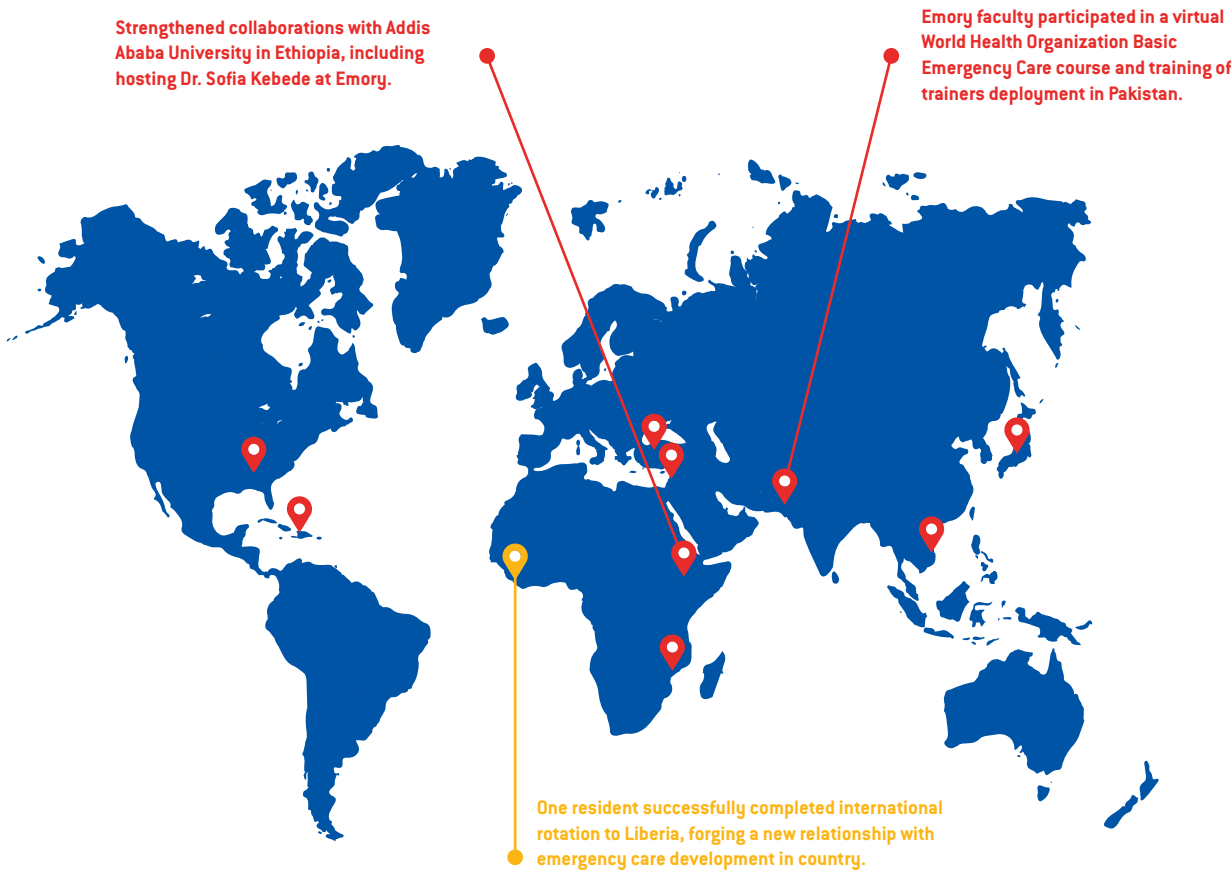 Strengthened collaborations with Addis
Ababa University in Ethiopia, including
hosting Dr. Sofia Kebede at Emory.
Emory faculty participated in a virtual
World Health Organization Basic
Emergency Care course and training of
trainers deployment in Pakistan.
One resident successfully completed international
rotation to Liberia, forging a new relationship with
emergency care development in country.